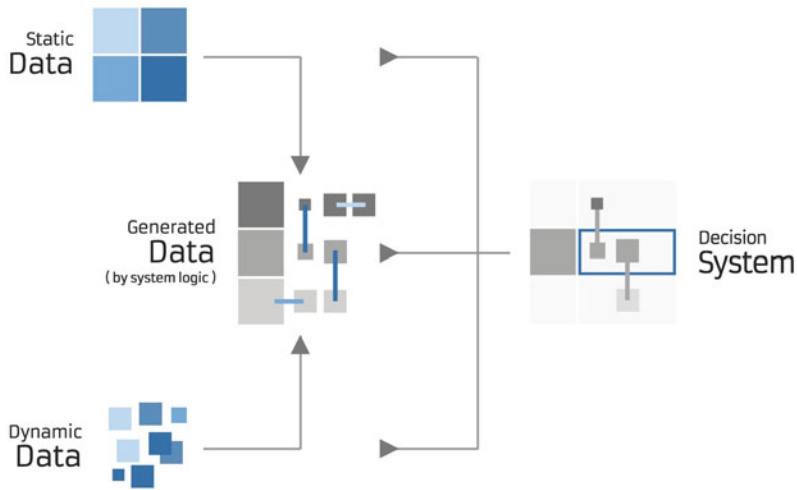 Static
Data
Generated
Data
( by system logic )
Decision
System
Dynamic
Data